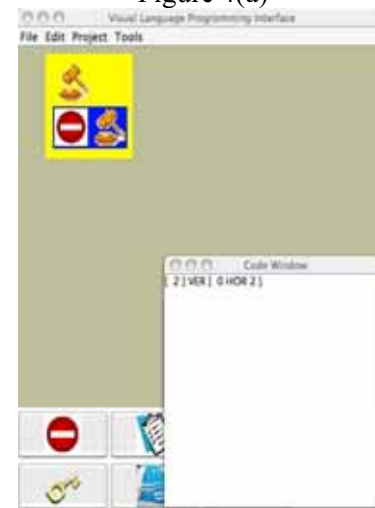 Figure 4(a)
Visual Language Programming Interface
File Edit Project Tools
Code Window
[ 2 ] VER [ 0 HOR 2 ]